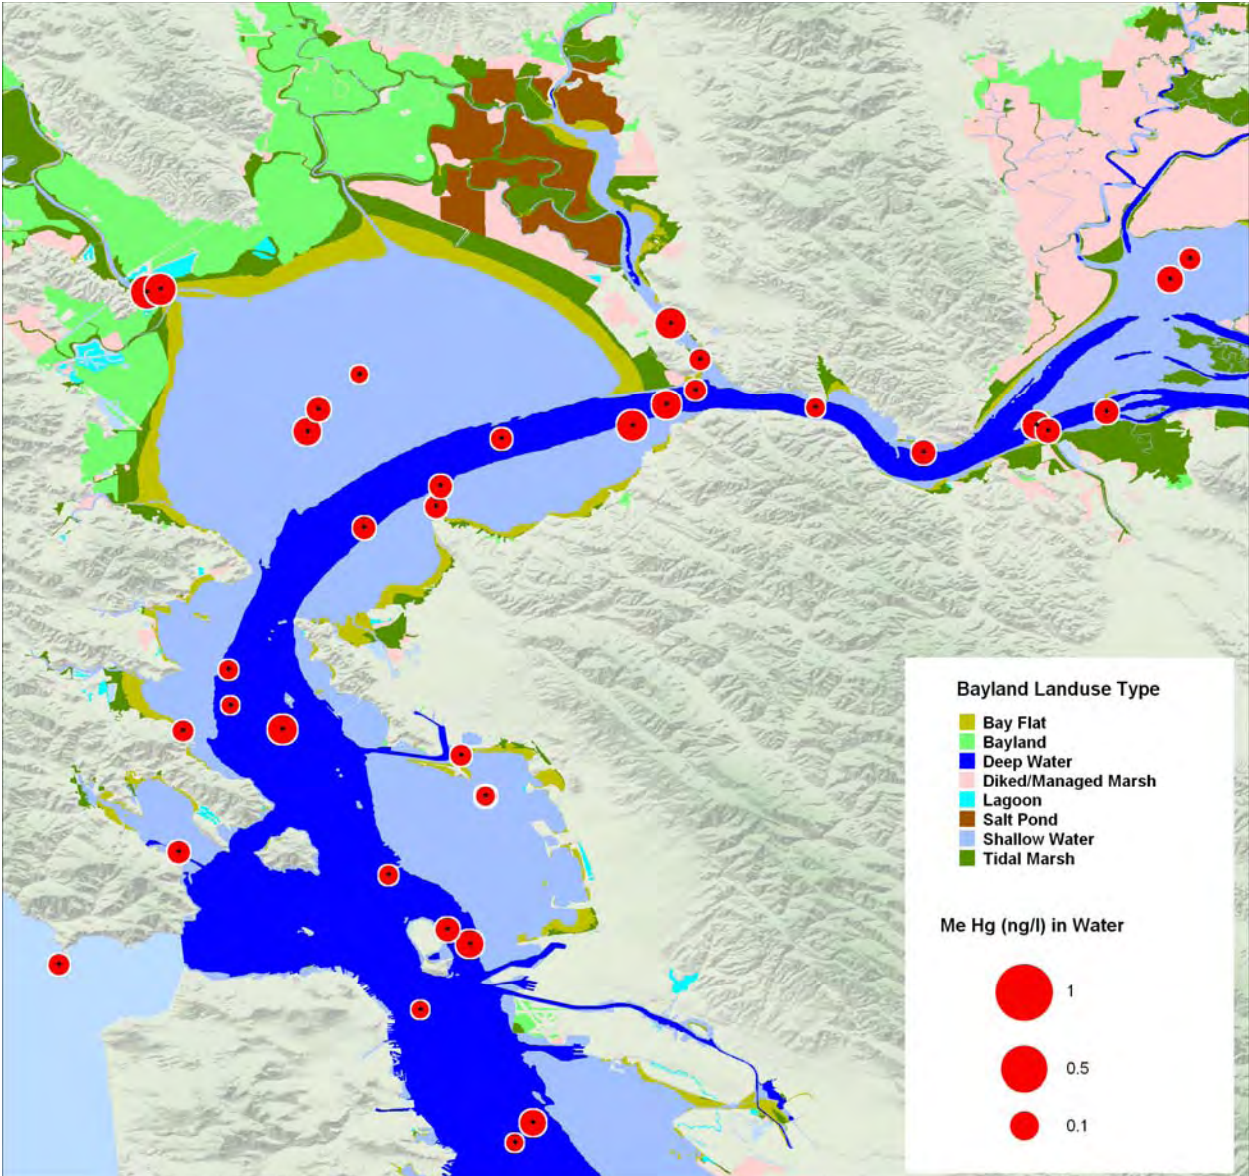 Bayland Landuse Type
Bay Flat
Bayland
Deep Water
Diked/Managed Marsh
Lagoon
Salt Pond
Shallow Water
Tidal Marsh
Me Hg (ng/l) in Water
1
0.5
0.1